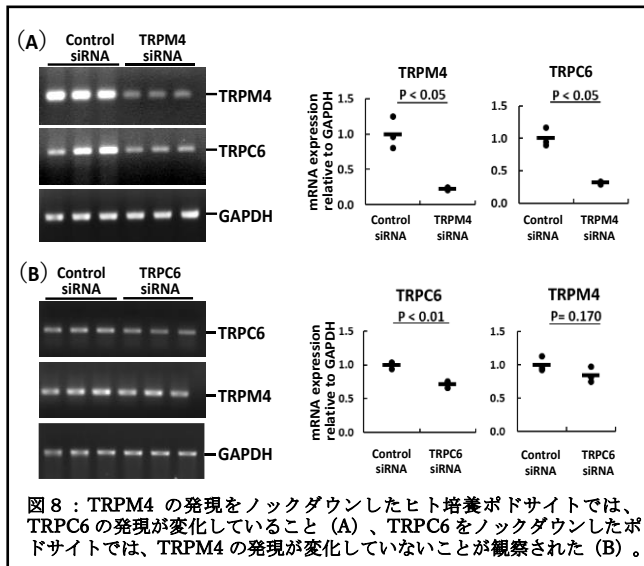 (A)
Control siRNA
TRPM4 siRNA
TRPM4
TRPC6
GAPDH
TRPM4
P < 0.05
mRNA expression relative to GAPDH
1.5
1.0
0.5
0.0
Control siRNA
TRPM4 siRNA
TRPC6
P < 0.05
1.5
1.0
0.5
0.0
Control siRNA
TRPM4 siRNA
(B)
Control siRNA
TRPC6 siRNA
TRPC6
TRPM4
GAPDH
TRPC6
P < 0.01
mRNA expression relative to GAPDH
1.5
1.0
0.5
0.0
Control siRNA
TRPC6 siRNA
TRPM4
P= 0.170
1.5
1.0
0.5
0.0
Control siRNA
TRPC6 siRNA
図８：TRPM4 の発現をノックダウンしたヒト培養ポドサイトでは、
TRPC6 の発現が変化していること（A）、TRPC6 をノックダウンしたポ
ドサイトでは、TRPM4 の発現が変化していないことが観察された（B）。